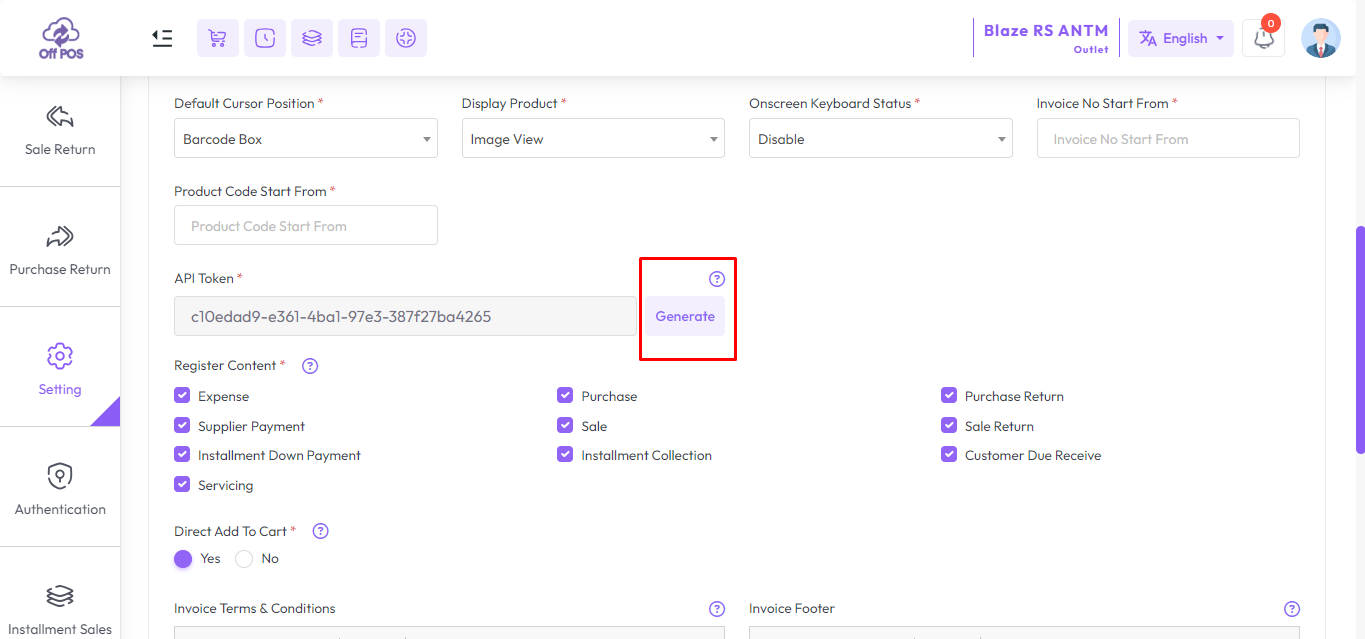 Off POS
Blaze RS ANTM
Outlet
English
0
Sale Return
Purchase Return
Setting
Authentication
Installment Sales
Default Cursor Position *
Display Product *
Onscreen Keyboard Status *
Invoice No Start From *
Barcode Box
Image View
Disable
Invoice No Start From
Product Code Start From *
Product Code Start From
API Token *
?
c10edad9-e361-4ba1-97e3-387f27ba4265
Generate
Register Content * ?
Expense
Purchase
Purchase Return
Supplier Payment
Sale
Sale Return
Installment Down Payment
Installment Collection
Customer Due Receive
Servicing
Direct Add To Cart * ?
Yes No
Invoice Terms & Conditions ?
Invoice Footer ?